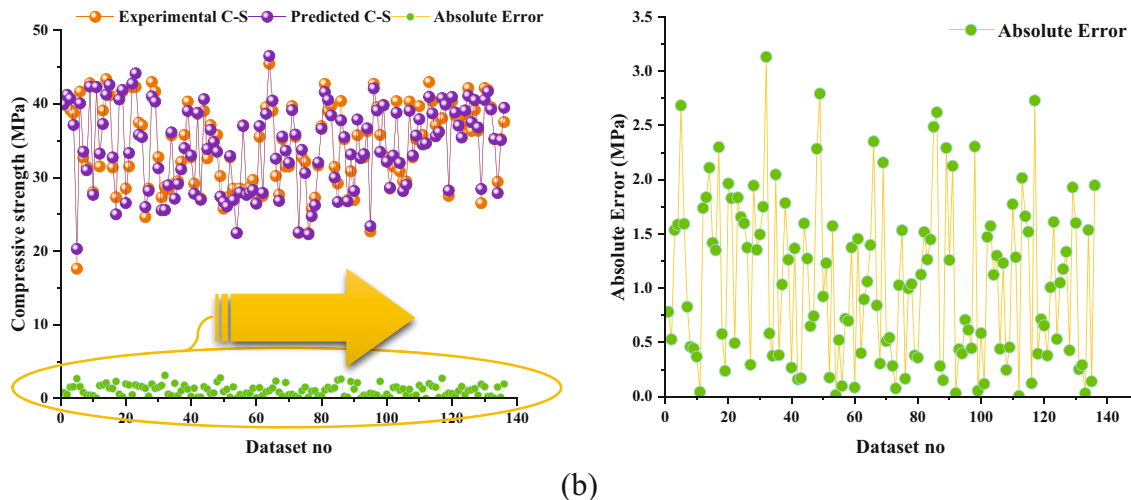 Experimental C-S Predicted C-S Absolute Error
50
40
30
20
10
0
Compressive strength (MPa)
0 20 40 60 80 100 120 140
Dataset no
3.5
3.0
2.5
2.0
1.5
1.0
0.5
0.0
Absolute Error (MPa)
Absolute Error
0 20 40 60 80 100 120 140
Dataset no
(b)